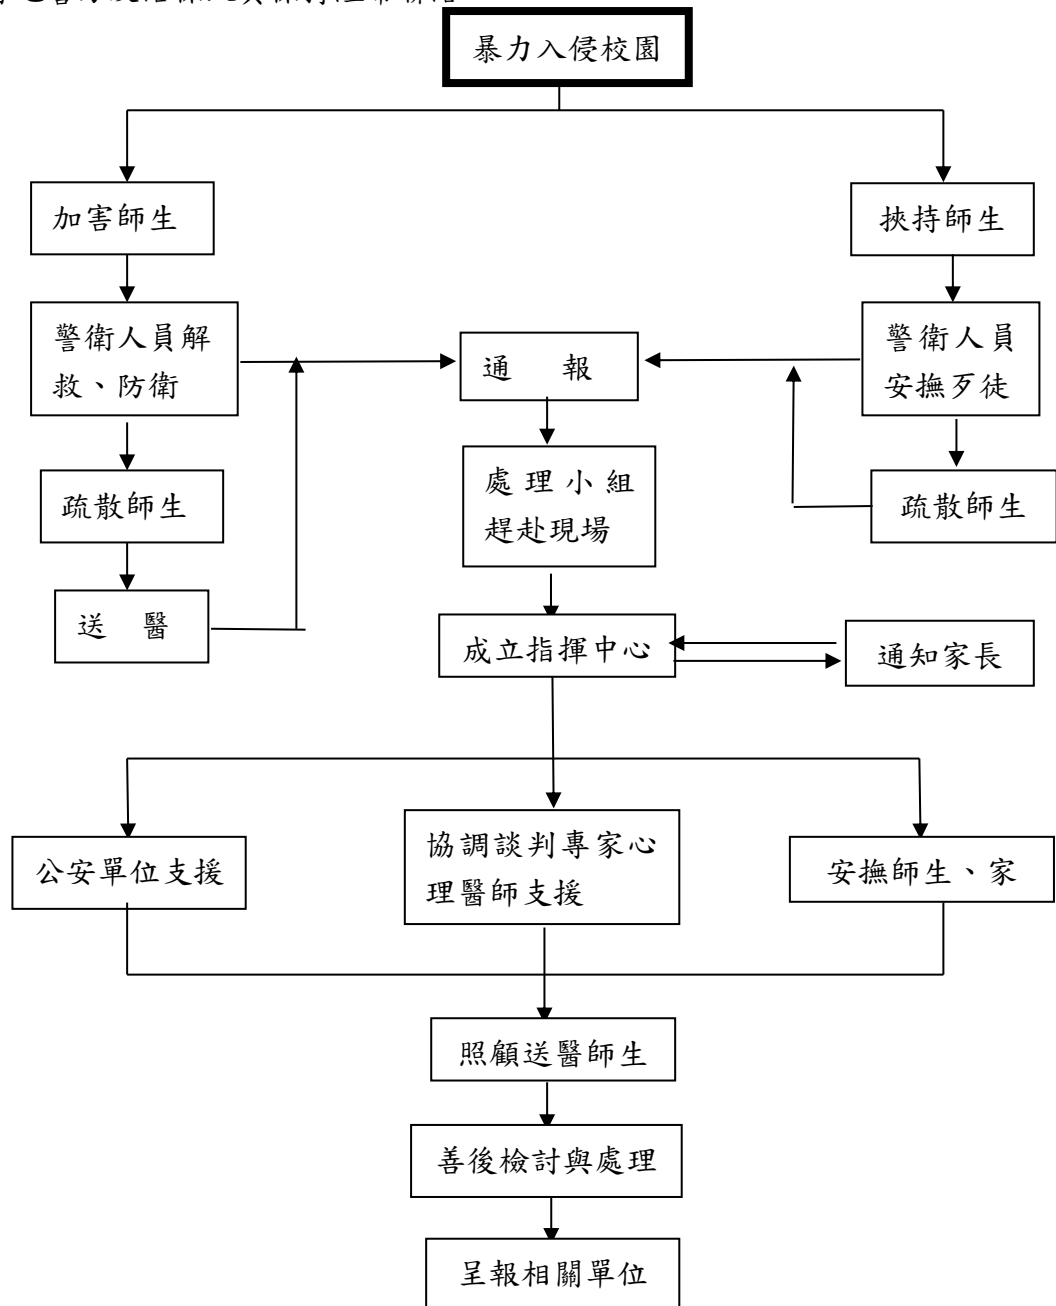 暴力入侵校園
加害師生
挾持師生
警衛人員解
救、防衛
通 報
警衛人員
安撫歹徒
疏散師生
處理小組
趕赴現場
疏散師生
送 醫
成立指揮中心
通知家長
公安單位支援
協調談判專家心
理醫師支援
安撫師生、家
照顧送醫師生
善後檢討與處理
呈報相關單位